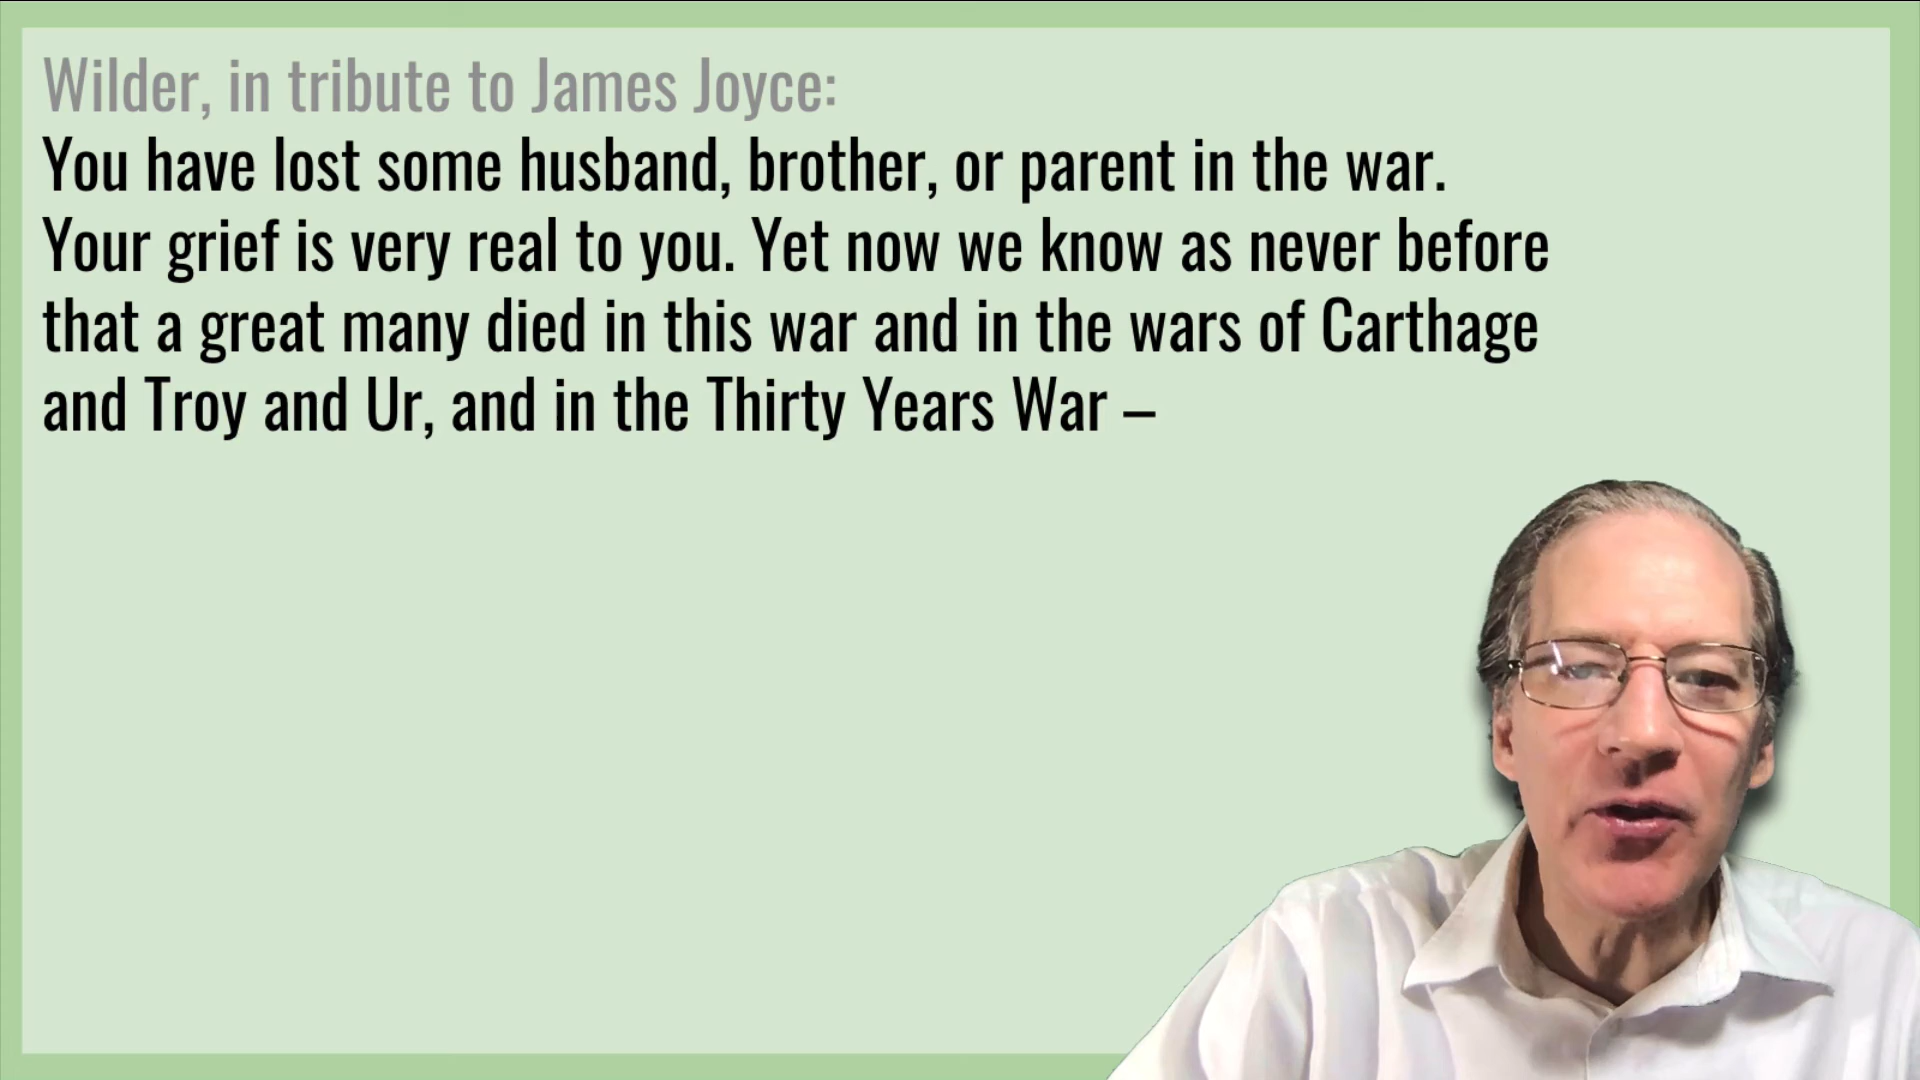 Wilder, in tribute to James Joyce:
You have lost some husband, brother, or parent in the war.
Your grief is very real to you. Yet now we know as never before
that a great many died in this war and in the wars of Carthage
and Troy and Ur, and in the Thirty Years War –